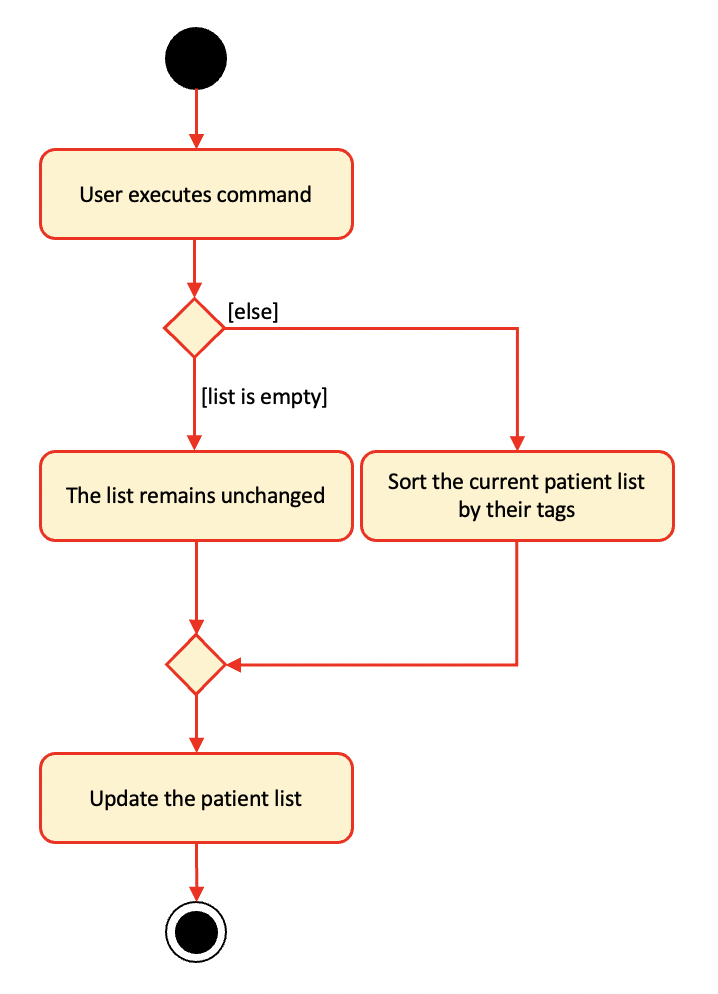 User executes command
[else]
[list is empty]
The list remains unchanged
Sort the current patient list
by their tags
Update the patient list